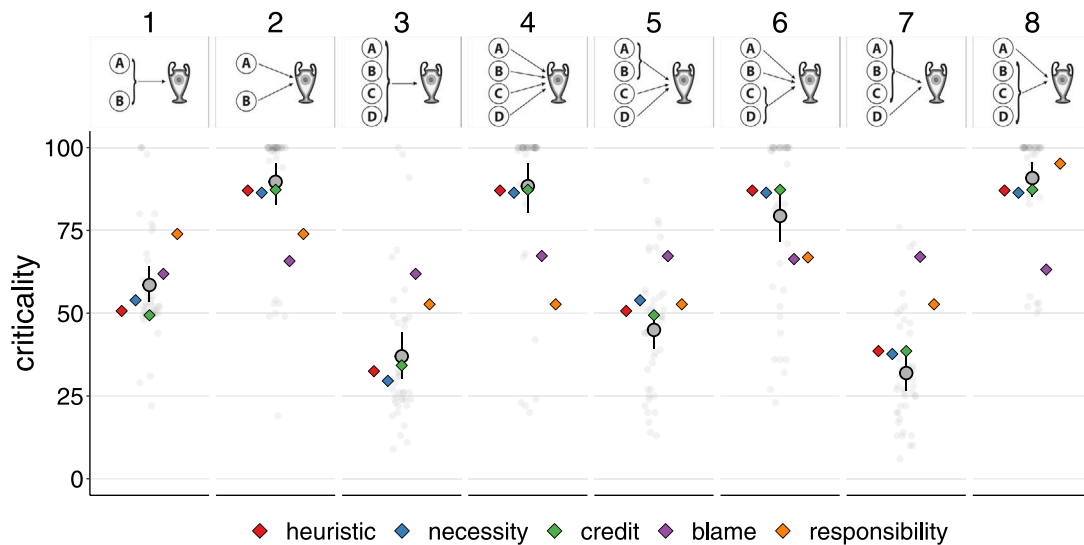 1 2 3 4 5 6 7 8
A A A A A A A A
B B B B B B B B
C C C C C C
D D D D D D
100
75
50
25
0
criticality
heuristic necessity credit blame responsibility